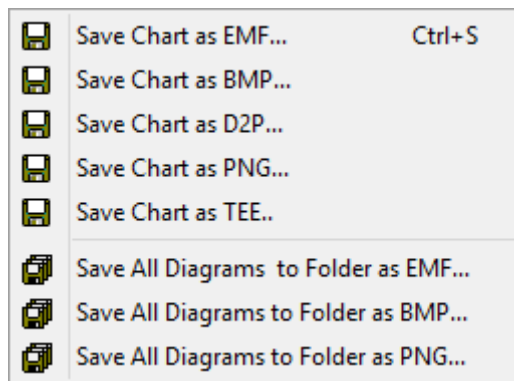 Save Chart as EMF... Ctrl+S
Save Chart as BMP...
Save Chart as D2P...
Save Chart as PNG...
Save Chart as TEE..
Save All Diagrams  to Folder as EMF...
Save All Diagrams to Folder as BMP...
Save All Diagrams to Folder as PNG...